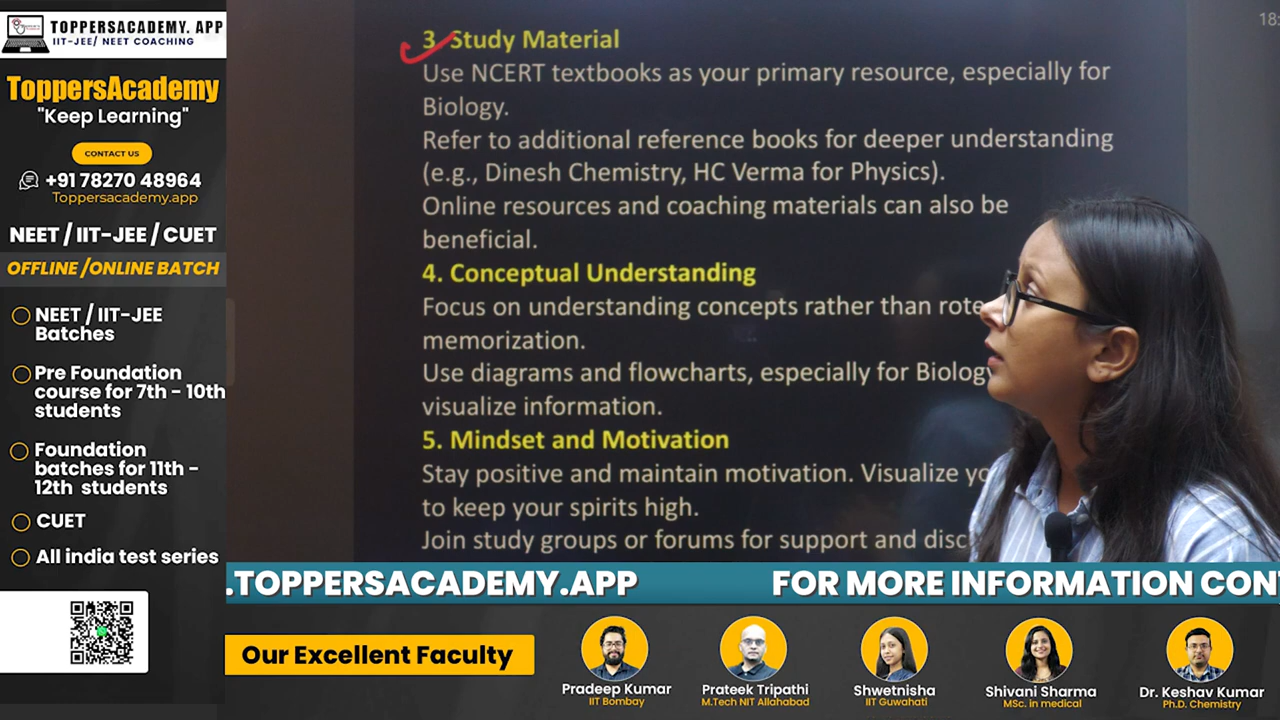 TOPPERSACADEMY. APP
IIT-JEE/ NEET COACHING
ToppersAcademy
"Keep Learning"
CONTACT US
+91 78270 48964
Toppersacademy.app
NEET / IIT-JEE / CUET
OFFLINE /ONLINE BATCH
NEET / IIT-JEE
Batches
Pre Foundation
course for 7th - 10th
students
Foundation
batches for 11th -
12th students
CUET
All india test series
18:
3. Study Material
Use NCERT textbooks as your primary resource, especially for
Biology.
Refer to additional reference books for deeper understanding
(e.g., Dinesh Chemistry, HC Verma for Physics).
Online resources and coaching materials can also be
beneficial.
4. Conceptual Understanding
Focus on understanding concepts rather than rote
memorization.
Use diagrams and flowcharts, especially for Biology
visualize information.
5. Mindset and Motivation
Stay positive and maintain motivation. Visualize
to keep your spirits high.
Join study groups or forums for support and
.TOPPERSACADEMY.APP FOR MORE INFORMATION
Our Excellent Faculty
Pradeep Kumar
IIT Bombay
Prateek Tripathi
M.Tech NIT Allahabad
Shwetnisha
IIT Guwahati
Shivani Sharma
MSc. in medical
Dr. Keshav Kumar
Ph.D. Chemistry